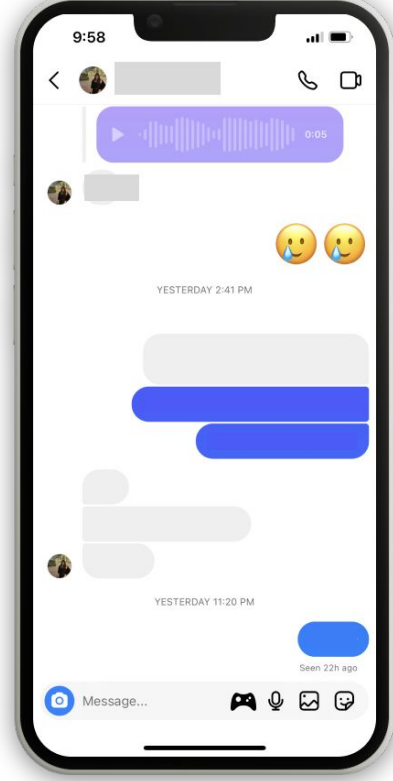 9:58
0:05
YESTERDAY 2:41 PM
YESTERDAY 11:20 PM
Seen 22h ago
Message...